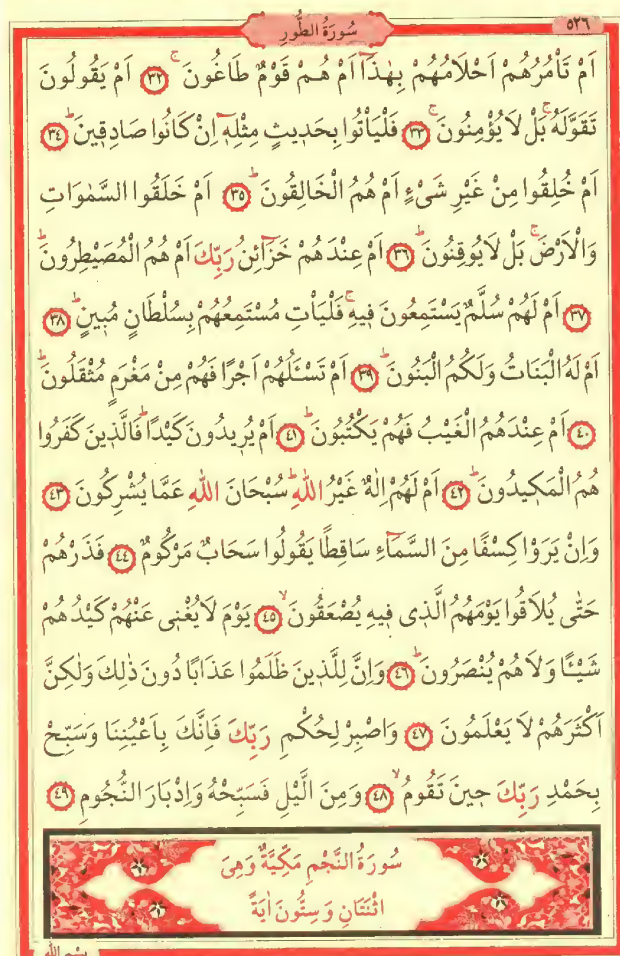 ٥٢٦
سُورَةُ الطُّورِ
اَمْ تَأْمُرُهُمْ اَحْلَامُهُمْ بِهٰذَٓا اَمْ هُمْ قَوْمٌ طَاغُونَۚ ﴿٣٢﴾ اَمْ يَقُولُونَ
تَقَوَّلَهُۚ بَلْ لَا يُؤْمِنُونَۚ ﴿٣٣﴾ فَلْيَأْتُوا بِحَد۪يثٍ مِثْلِه۪ٓ اِنْ كَانُوا صَادِق۪ينَۜ ﴿٣٤﴾
اَمْ خُلِقُوا مِنْ غَيْرِ شَيْءٍ اَمْ هُمُ الْخَالِقُونَۜ ﴿٣٥﴾ اَمْ خَلَقُوا السَّمٰوَاتِ
وَالْاَرْضَۚ بَلْ لَا يُوقِنُونَۜ ﴿٣٦﴾ اَمْ عِنْدَهُمْ خَزَٓائِنُ رَبِّكَ اَمْ هُمُ الْمُصَيْطِرُونَۜ
﴿٣٧﴾ اَمْ لَهُمْ سُلَّمٌ يَسْتَمِعُونَ ف۪يهِۚ فَلْيَأْتِ مُسْتَمِعُهُمْ بِسُلْطَانٍ مُب۪ينٍۜ ﴿٣٨﴾
اَمْ لَهُ الْبَنَاتُ وَلَكُمُ الْبَنُونَۜ ﴿٣٩﴾ اَمْ تَسْـَٔلُهُمْ اَجْرًا فَهُمْ مِنْ مَغْرَمٍ مُثْقَلُونَۜ
﴿٤٠﴾ اَمْ عِنْدَهُمُ الْغَيْبُ فَهُمْ يَكْتُبُونَۜ ﴿٤١﴾ اَمْ يُر۪يدُونَ كَيْدًاۜ فَالَّذ۪ينَ كَفَرُوا
هُمُ الْمَك۪يدُونَۜ ﴿٤٢﴾ اَمْ لَهُمْ اِلٰهٌ غَيْرُ اللّٰهِۜ سُبْحَانَ اللّٰهِ عَمَّا يُشْرِكُونَ ﴿٤٣﴾
وَاِنْ يَرَوْا كِسْفًا مِنَ السَّمَٓاءِ سَاقِطًا يَقُولُوا سَحَابٌ مَرْكُومٌ ﴿٤٤﴾ فَذَرْهُمْ
حَتّٰى يُلَاقُوا يَوْمَهُمُ الَّذ۪ي ف۪يهِ يُصْعَقُونَۙ ﴿٤٥﴾ يَوْمَ لَا يُغْن۪ي عَنْهُمْ كَيْدُهُمْ
شَيْـًٔا وَلَا هُمْ يُنْصَرُونَۜ ﴿٤٦﴾ وَاِنَّ لِلَّذ۪ينَ ظَلَمُوا عَذَابًا دُونَ ذٰلِكَ وَلٰكِنَّ
اَكْثَرَهُمْ لَا يَعْلَمُونَ ﴿٤٧﴾ وَاصْبِرْ لِحُكْمِ رَبِّكَ فَاِنَّكَ بِاَعْيُنِنَا وَسَبِّحْ
بِحَمْدِ رَبِّكَ ح۪ينَ تَقُومُۙ ﴿٤٨﴾ وَمِنَ الَّيْلِ فَسَبِّحْهُ وَاِدْبَارَ النُّجُومِ ﴿٤٩﴾
سُورَةُ النَّجْمِ مَكِّيَّةٌ وَهِيَ
اثْنَتَانِ وَسِتُّونَ اٰيَةً
بِسْمِ اللّٰهِ